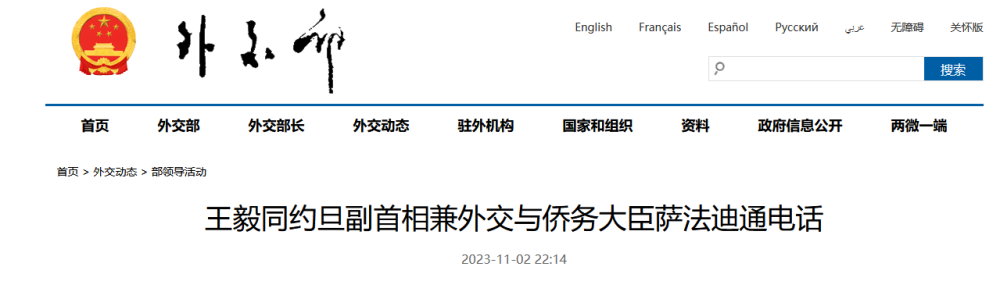 外交部
English Français Español Русский عربي 无障碍 关怀版
搜索
首页 外交部 外交部长 外交动态 驻外机构 国家和组织 资料 政府信息公开 两微一端
首页 > 外交动态 > 部领导活动
王毅同约旦副首相兼外交与侨务大臣萨法迪通电话
2023-11-02 22:14